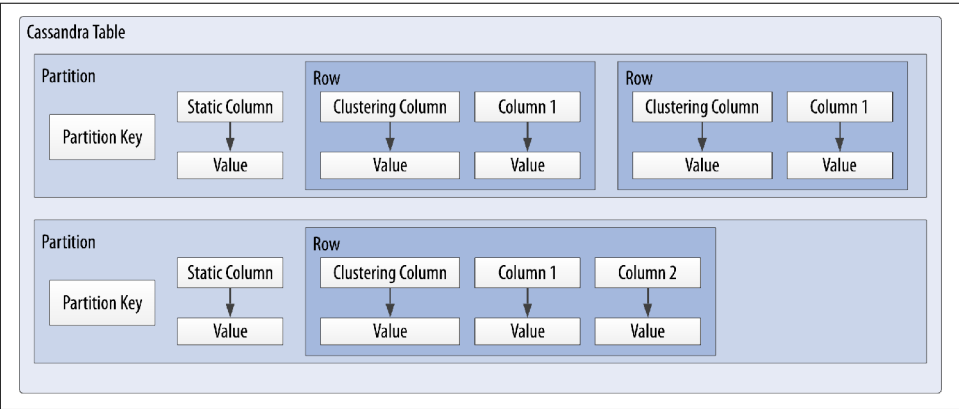 Cassandra Table
Partition
Row
Row
Static Column
Clustering Column
Column 1
Clustering Column
Column 1
Partition Key
Value
Value
Value
Value
Value
Partition
Row
Static Column
Clustering Column
Column 1
Column 2
Partition Key
Value
Value
Value
Value